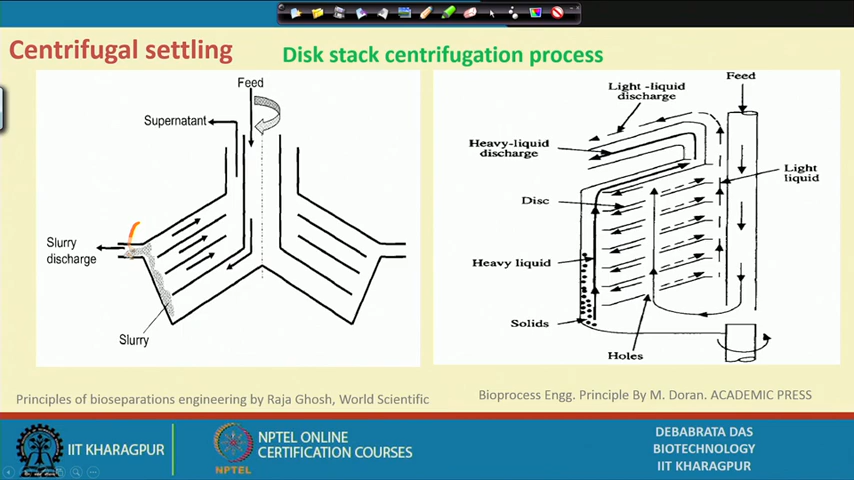 Centrifugal settling
Disk stack centrifugation process
Feed
Supernatant
Slurry
discharge
Slurry
Feed
Light -liquid
discharge
Heavy-liquid
discharge
Light
liquid
Disc
Heavy liquid
Solids
Holes
Principles of bioseparations engineering by Raja Ghosh, World Scientific
Bioprocess Engg. Principle By M. Doran. ACADEMIC PRESS
IIT KHARAGPUR
NPTEL
NPTEL ONLINE
CERTIFICATION COURSES
DEBABRATA DAS
BIOTECHNOLOGY
IIT KHARAGPUR